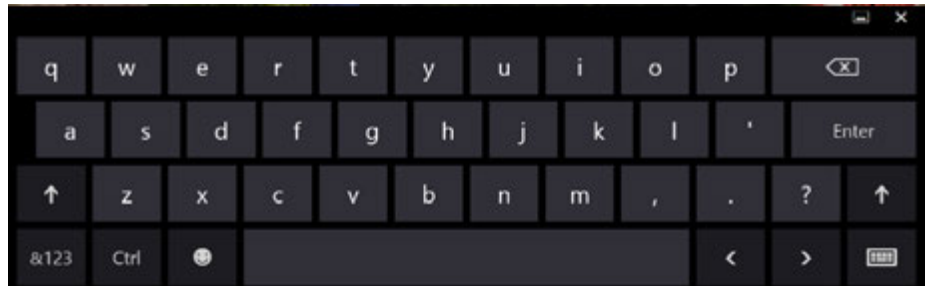 q w e r t y u i o p
a s d f g h j k l ' Enter
z x c v b n m , . ?
&123 Ctrl < >